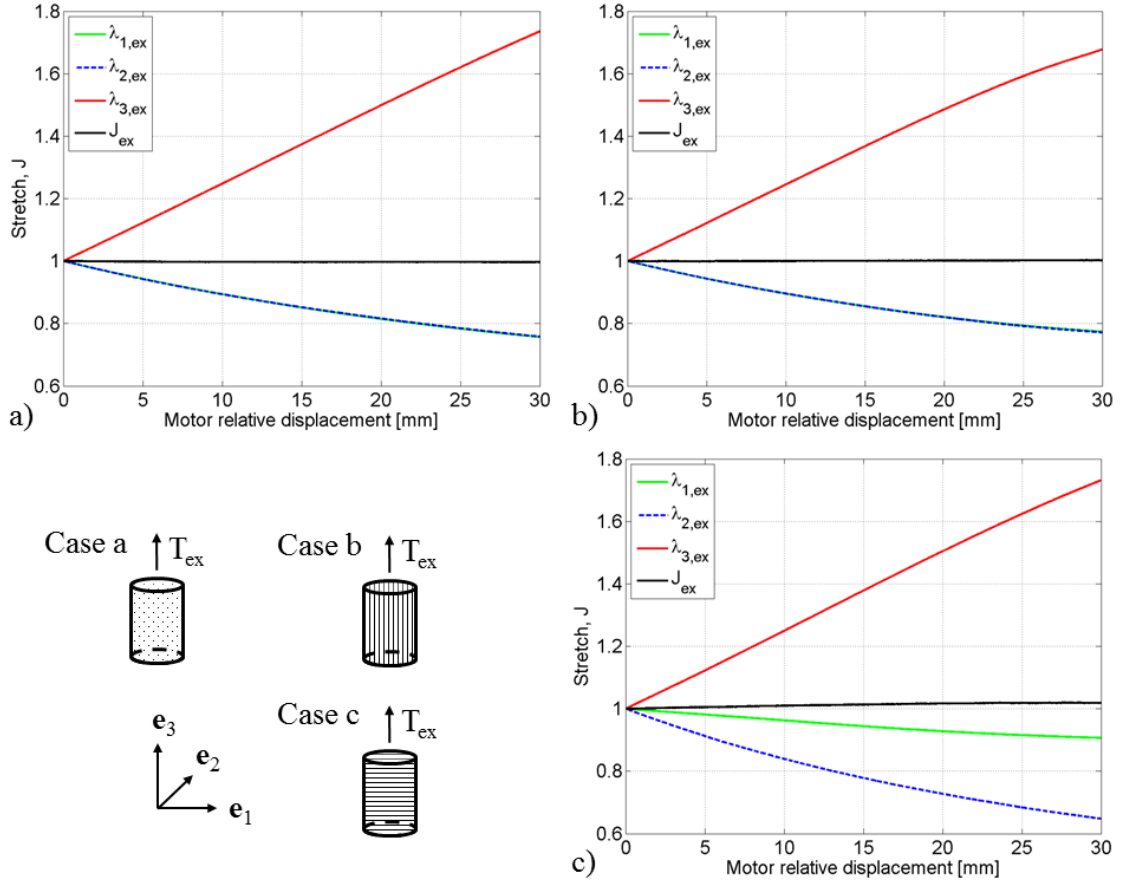 1.8
1.6
1.4
1.2
1
0.8
0.6
Stretch, J
λ1,ex
λ2,ex
λ3,ex
Jex
0 5 10 15 20 25 30
Motor relative displacement [mm]
a)
1.8
1.6
1.4
1.2
1
0.8
0.6
λ1,ex
λ2,ex
λ3,ex
Jex
0 5 10 15 20 25 30
Motor relative displacement [mm]
b)
Case a
Tex
Case b
Tex
Case c
Tex
e3
e2
e1
1.8
1.6
1.4
1.2
1
0.8
0.6
Stretch, J
λ1,ex
λ2,ex
λ3,ex
Jex
0 5 10 15 20 25 30
Motor relative displacement [mm]
c)